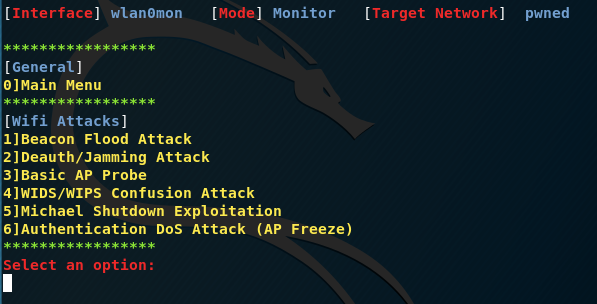 [Interface] wlan0mon [Mode] Monitor [Target Network] pwned
*****************
[General]
0]Main Menu
*****************
[Wifi Attacks]
1]Beacon Flood Attack
2]Deauth/Jamming Attack
3]Basic AP Probe
4]WIDS/WIPS Confusion Attack
5]Michael Shutdown Exploitation
6]Authentication DoS Attack (AP Freeze)
*****************
Select an option: